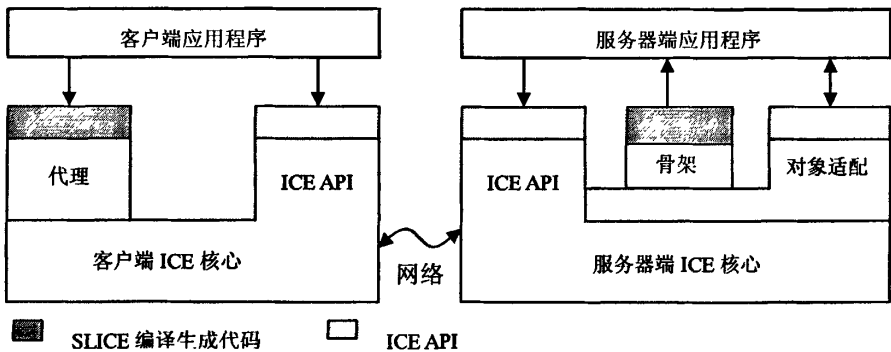 客户端应用程序
服务器端应用程序
代理
ICE API
ICE API
骨架
对象适配
客户端 ICE 核心
网络
服务器端 ICE 核心
SLICE 编译生成代码
ICE API